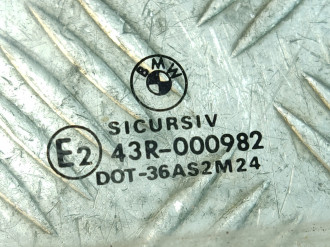 BMW
SICURSIV
E2 43R-000982
DOT-36AS2M24